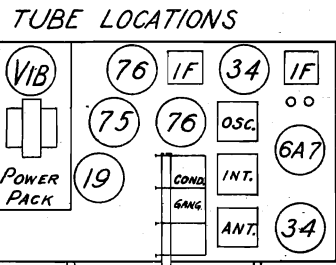 TUBE LOCATIONS
VIB 76 IF 34 IF
75 76 OSC.
6A7
POWER PACK 19 COND. GANG. INT.
ANT. 34